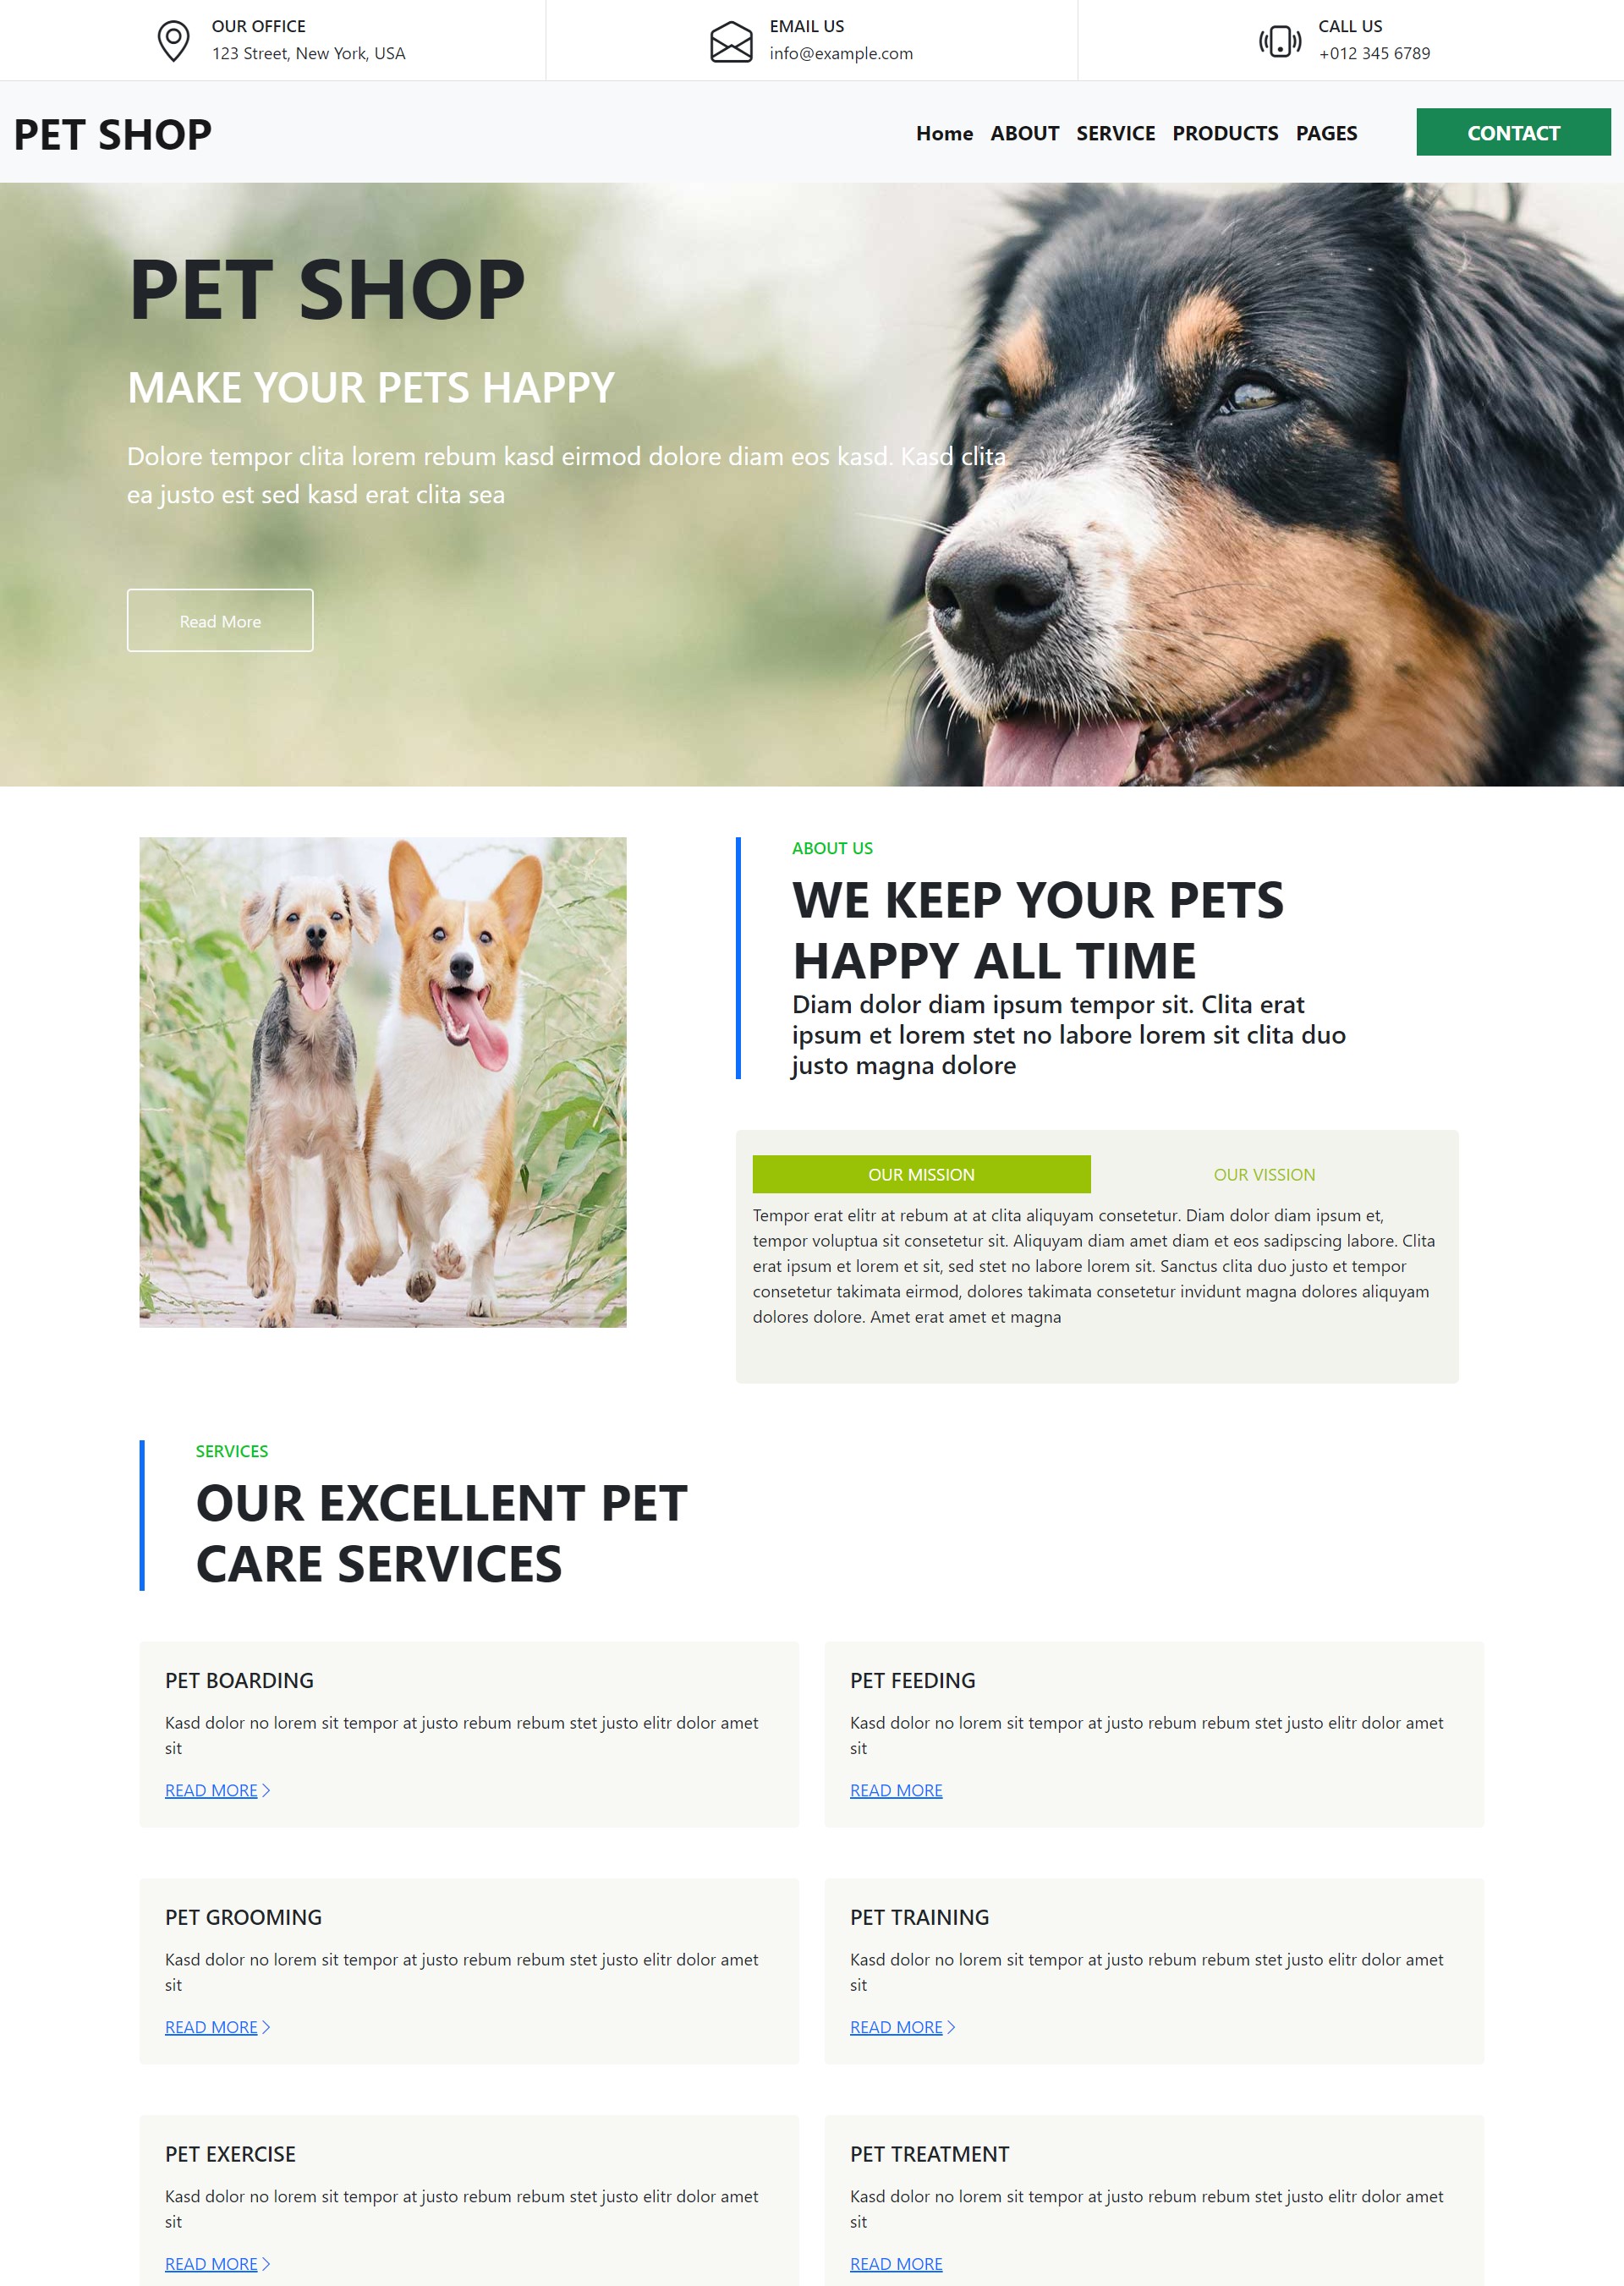 OUR OFFICE
123 Street, New York, USA
EMAIL US
info@example.com
CALL US
+012 345 6789
PET SHOP
Home ABOUT SERVICE PRODUCTS PAGES CONTACT
PET SHOP
MAKE YOUR PETS HAPPY
Dolore tempor clita lorem rebum kasd eirmod dolore diam eos kasd. Kasd clita
ea justo est sed kasd erat clita sea
Read More
ABOUT US
WE KEEP YOUR PETS
HAPPY ALL TIME
Diam dolor diam ipsum tempor sit. Clita erat
ipsum et lorem stet no labore lorem sit clita duo
justo magna dolore
OUR MISSION
OUR VISSION
Tempor erat elitr at rebum at at clita aliquyam consetetur. Diam dolor diam ipsum et,
tempor voluptua sit consetetur sit. Aliquyam diam amet diam et eos sadipscing labore. Clita
erat ipsum et lorem et sit, sed stet no labore lorem sit. Sanctus clita duo justo et tempor
consetetur takimata eirmod, dolores takimata consetetur invidunt magna dolores aliquyam
dolores dolore. Amet erat amet et magna
SERVICES
OUR EXCELLENT PET
CARE SERVICES
PET BOARDING
Kasd dolor no lorem sit tempor at justo rebum rebum stet justo elitr dolor amet
sit
READ MORE
PET FEEDING
Kasd dolor no lorem sit tempor at justo rebum rebum stet justo elitr dolor amet
sit
READ MORE
PET GROOMING
Kasd dolor no lorem sit tempor at justo rebum rebum stet justo elitr dolor amet
sit
READ MORE
PET TRAINING
Kasd dolor no lorem sit tempor at justo rebum rebum stet justo elitr dolor amet
sit
READ MORE
PET EXERCISE
Kasd dolor no lorem sit tempor at justo rebum rebum stet justo elitr dolor amet
sit
READ MORE
PET TREATMENT
Kasd dolor no lorem sit tempor at justo rebum rebum stet justo elitr dolor amet
sit
READ MORE